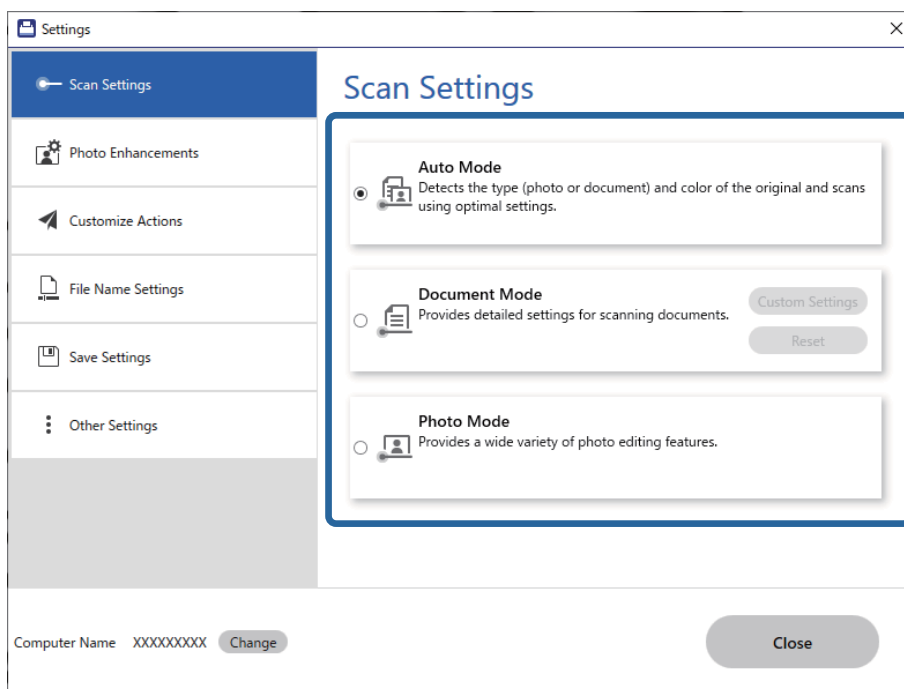 Settings
Scan Settings
Photo Enhancements
Customize Actions
File Name Settings
Save Settings
Other Settings
Scan Settings
Auto Mode
Detects the type (photo or document) and color of the original and scans
using optimal settings.
Document Mode
Provides detailed settings for scanning documents.
Custom Settings
Reset
Photo Mode
Provides a wide variety of photo editing features.
Computer Name XXXXXXXXX Change
Close